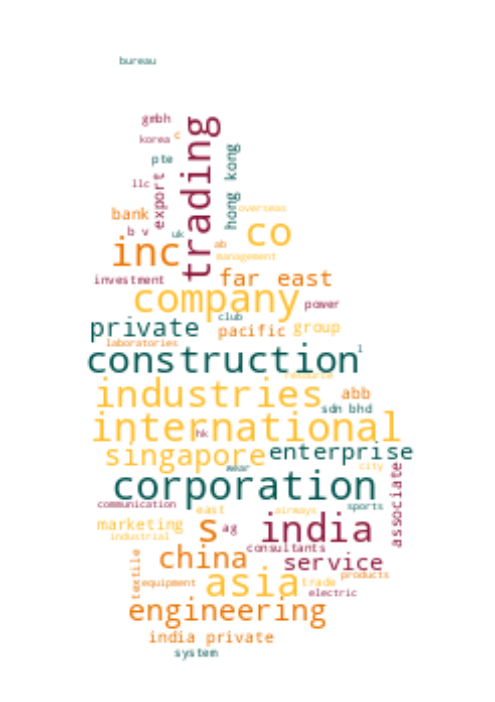 bureau
gmbh
trading
korea
c
pte
hong kong
llc
export
bank
overseas
b v
uk
co
inc
ab
management
investment
far east
company
power
club
private
pacific
group
laboratories
construction
l
resource
industries
abb
sdn bhd
international
hk
singapore
enterprise
wear
city
corporation
associate
communication
east
airways
sports
marketing
s
ag
india
industrial
consultants
china
service
textile
equipment
asia
trade
products
electric
engineering
india private
system